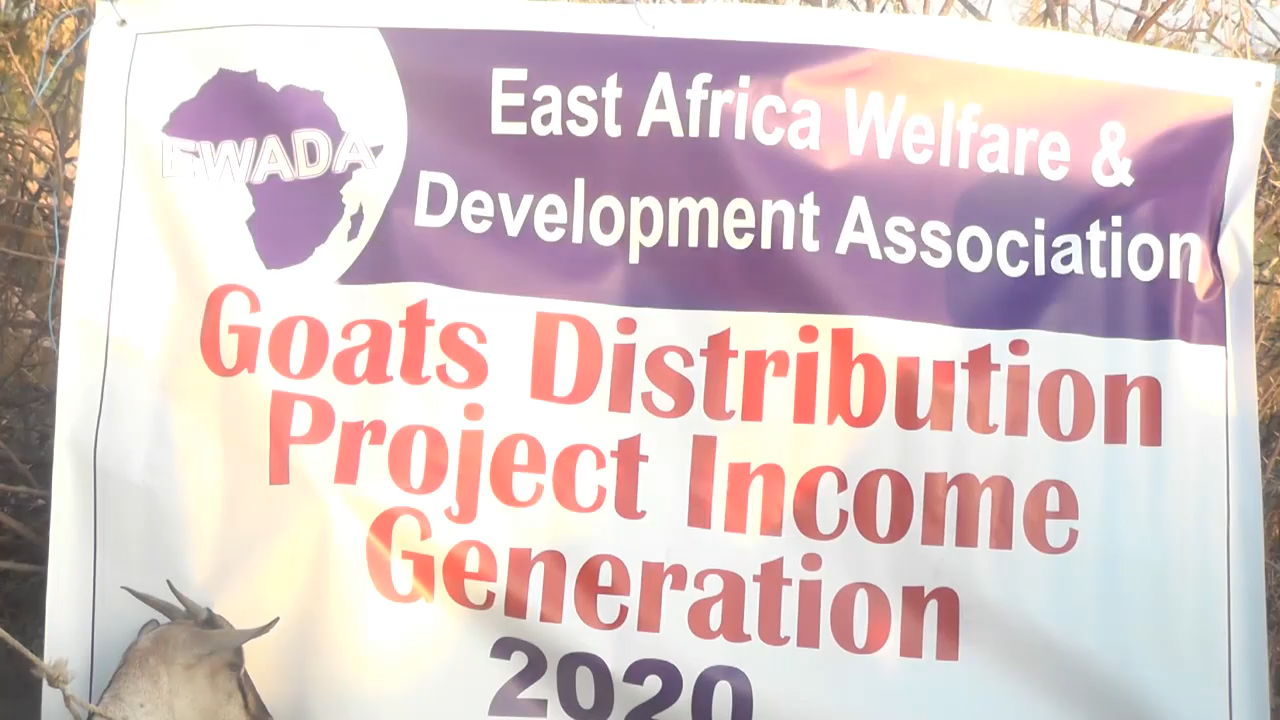 EWADA
East Africa Welfare &
Development Association
Goats Distribution
Project Income
Generation
2020